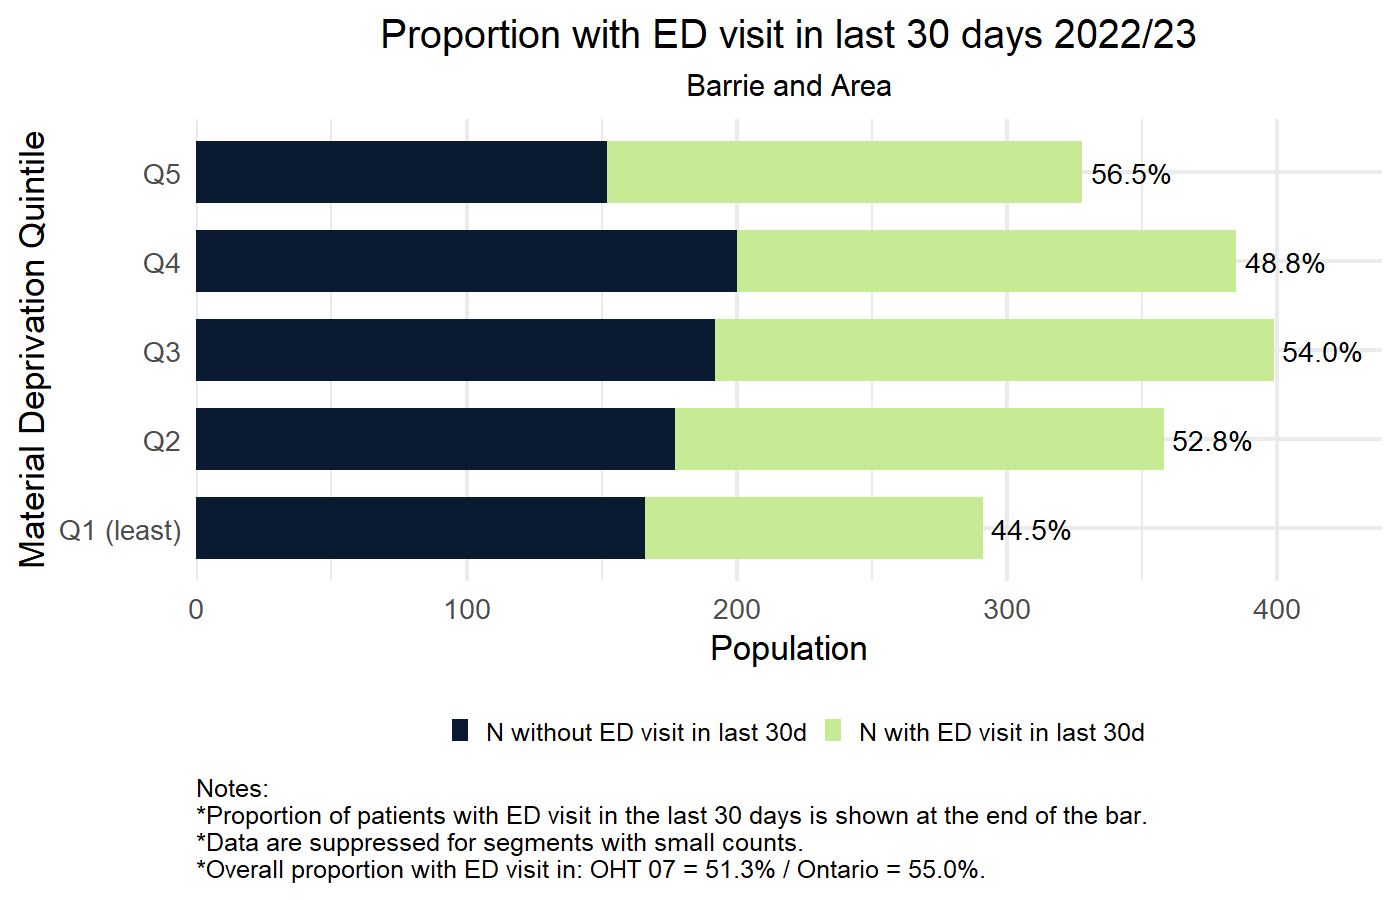 Proportion with ED visit in last 30 days 2022/23
Barrie and Area
Material Deprivation Quintile
Q5
56.5%
Q4
48.8%
Q3
54.0%
Q2
52.8%
Q1 (least)
44.5%
0 100 200 300 400
Population
N without ED visit in last 30d N with ED visit in last 30d
Notes:
*Proportion of patients with ED visit in the last 30 days is shown at the end of the bar.
*Data are suppressed for segments with small counts.
*Overall proportion with ED visit in: OHT 07 = 51.3% / Ontario = 55.0%.